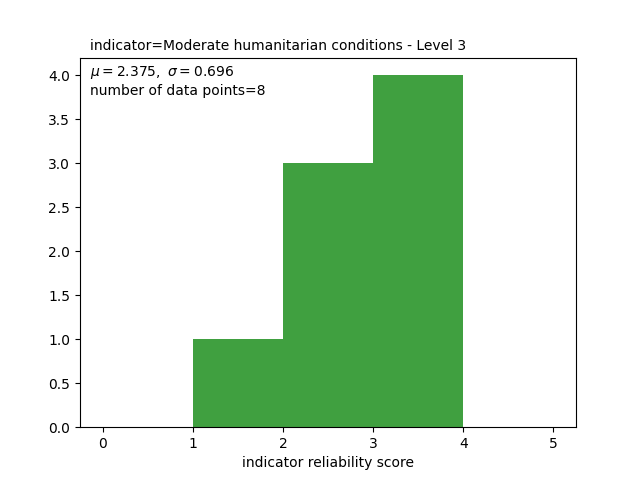 indicator=Moderate humanitarian conditions - Level 3
μ = 2.375, σ = 0.696
number of data points=8
4.0
3.5
3.0
2.5
2.0
1.5
1.0
0.5
0.0
0 1 2 3 4 5
indicator reliability score